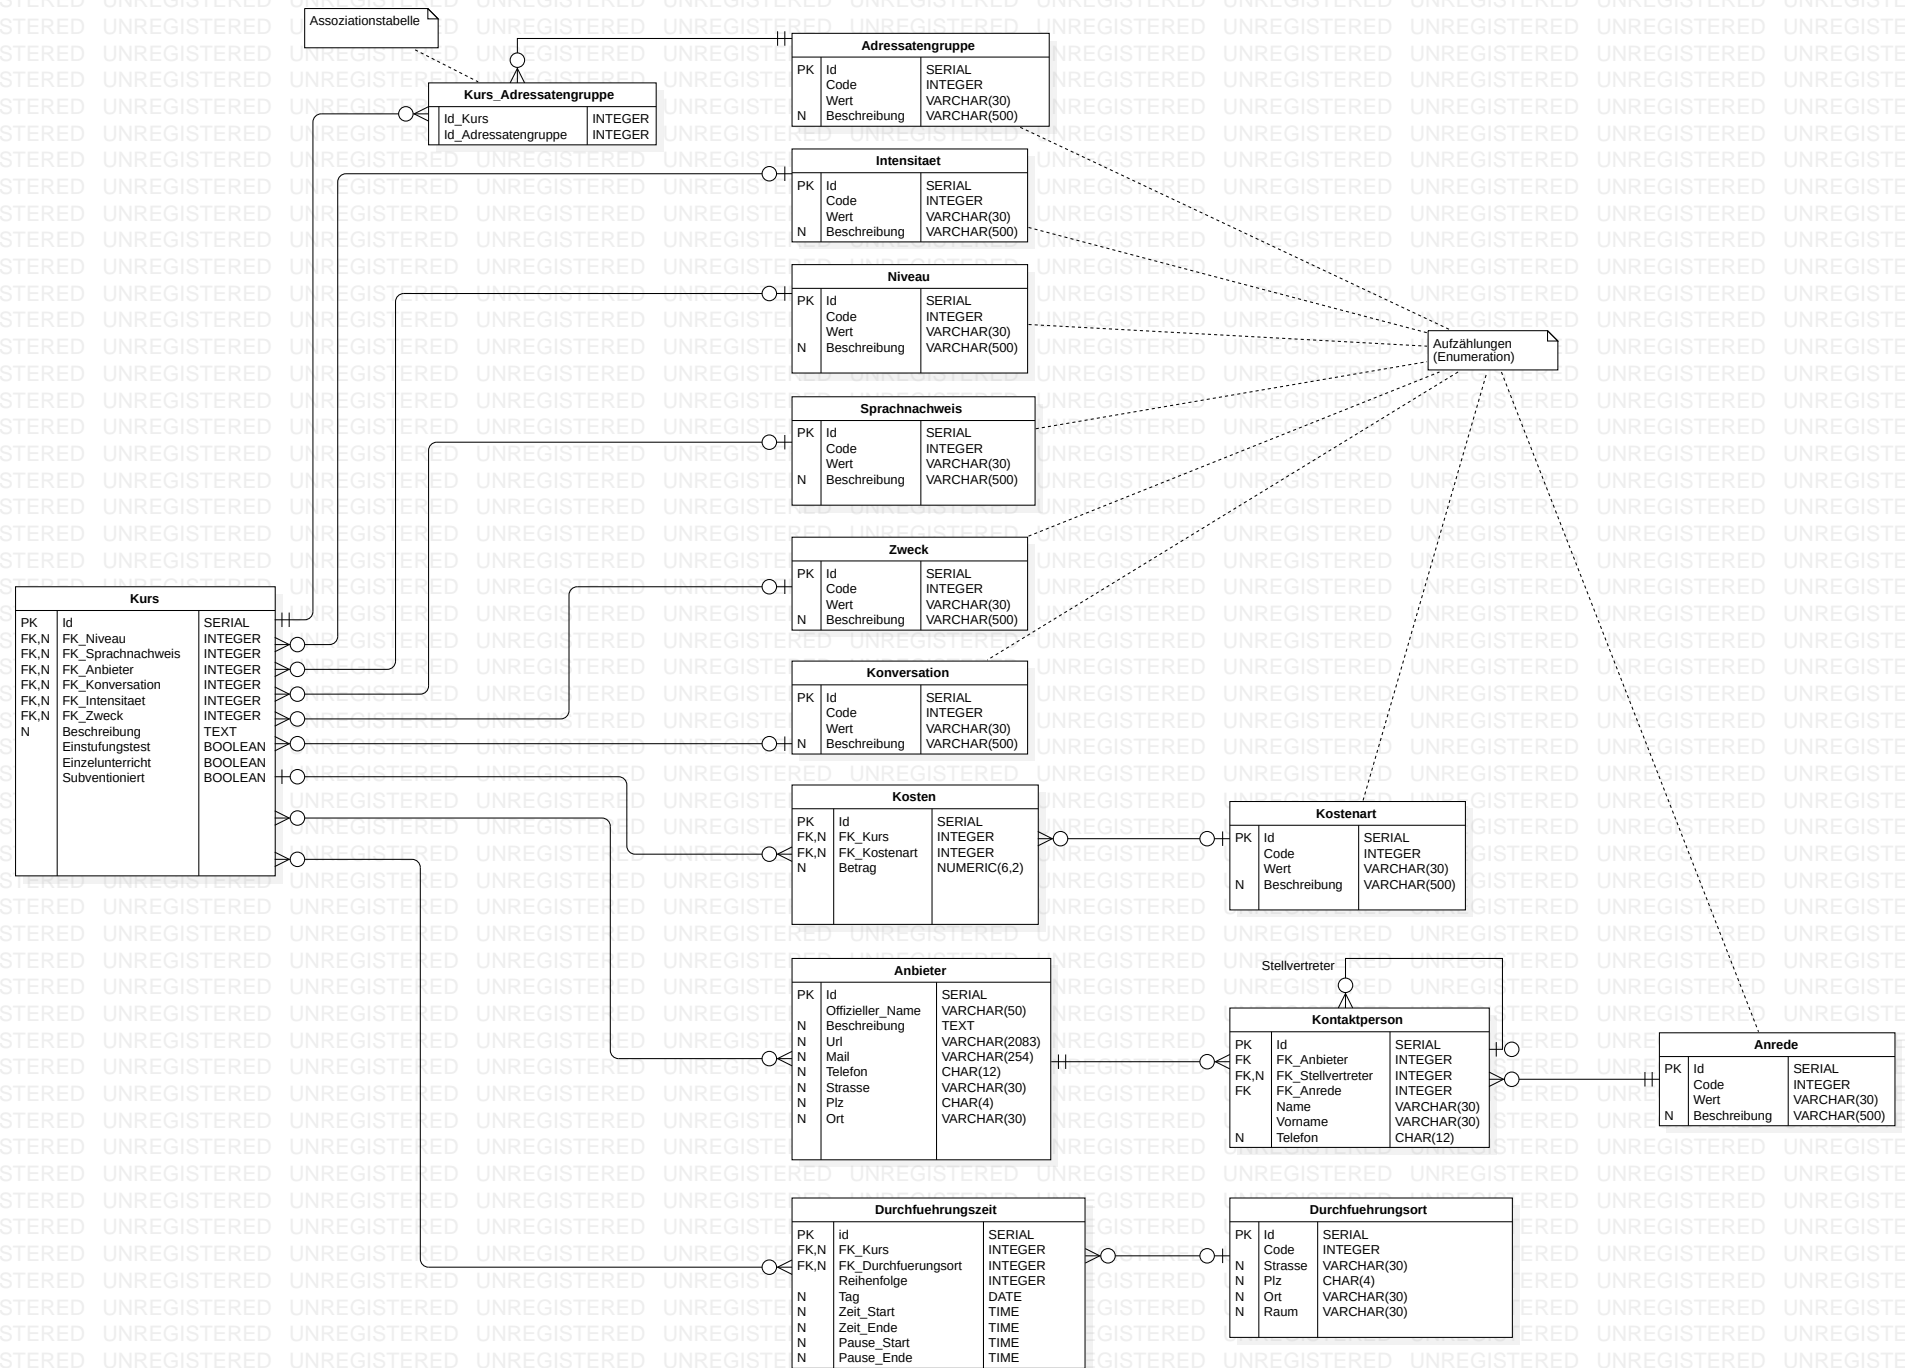 Assoziationstabelle
Kurs_Adressatengruppe
Id_Kurs INTEGER
Id_Adressatengruppe INTEGER
Adressatengruppe
PK Id SERIAL
Code INTEGER
Wert VARCHAR(30)
N Beschreibung VARCHAR(500)
Intensitaet
PK Id SERIAL
Code INTEGER
Wert VARCHAR(30)
N Beschreibung VARCHAR(500)
Niveau
PK Id SERIAL
Code INTEGER
Wert VARCHAR(30)
N Beschreibung VARCHAR(500)
Aufzählungen
(Enumeration)
Sprachnachweis
PK Id SERIAL
Code INTEGER
Wert VARCHAR(30)
N Beschreibung VARCHAR(500)
Zweck
PK Id SERIAL
Code INTEGER
Wert VARCHAR(30)
N Beschreibung VARCHAR(500)
Kurs
PK Id SERIAL
FK,N FK_Niveau INTEGER
FK,N FK_Sprachnachweis INTEGER
FK,N FK_Anbieter INTEGER
FK,N FK_Konversation INTEGER
FK,N FK_Intensitaet INTEGER
FK,N FK_Zweck INTEGER
N Beschreibung TEXT
Einstufungstest BOOLEAN
Einzelunterricht BOOLEAN
Subventioniert BOOLEAN
Konversation
PK Id SERIAL
Code INTEGER
Wert VARCHAR(30)
N Beschreibung VARCHAR(500)
Kosten
PK Id SERIAL
FK,N FK_Kurs INTEGER
FK,N FK_Kostenart INTEGER
N Betrag NUMERIC(6,2)
Kostenart
PK Id SERIAL
Code INTEGER
Wert VARCHAR(30)
N Beschreibung VARCHAR(500)
Anbieter
PK Id SERIAL
Offizieller_Name VARCHAR(50)
N Beschreibung TEXT
N Url VARCHAR(2083)
N Mail VARCHAR(254)
N Telefon CHAR(12)
N Strasse VARCHAR(30)
N Plz CHAR(4)
N Ort VARCHAR(30)
Stellvertreter
Kontaktperson
PK Id SERIAL
FK FK_Anbieter INTEGER
FK,N FK_Stellvertreter INTEGER
FK FK_Anrede INTEGER
Name VARCHAR(30)
Vorname VARCHAR(30)
N Telefon CHAR(12)
Anrede
PK Id SERIAL
Code INTEGER
Wert VARCHAR(30)
N Beschreibung VARCHAR(500)
Durchfuehrungszeit
PK id SERIAL
FK,N FK_Kurs INTEGER
FK,N FK_Durchfuerungsort INTEGER
Reihenfolge INTEGER
N Tag DATE
N Zeit_Start TIME
N Zeit_Ende TIME
N Pause_Start TIME
N Pause_Ende TIME
Durchfuehrungsort
PK Id SERIAL
Code INTEGER
N Strasse VARCHAR(30)
N Plz CHAR(4)
N Ort VARCHAR(30)
N Raum VARCHAR(30)
UNREGISTERED